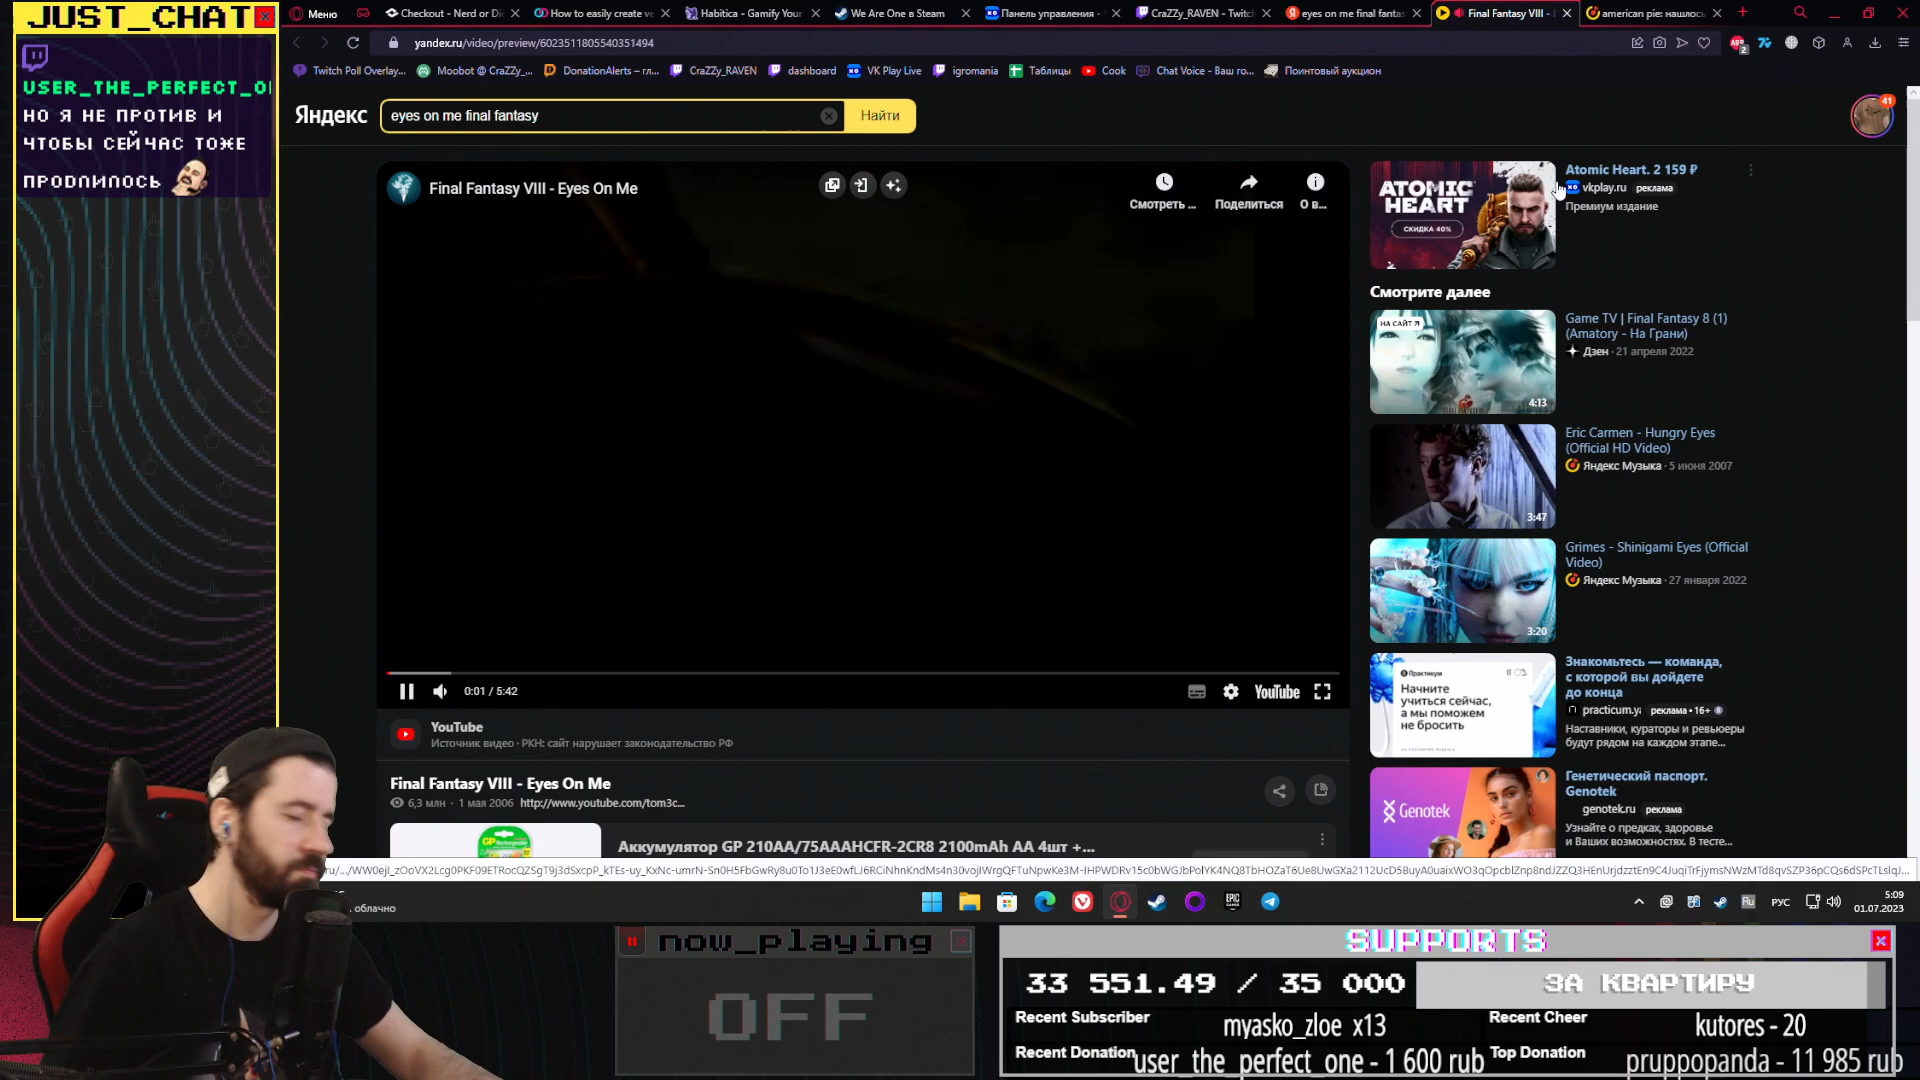 JUST_CHAT
USER_THE_PERFECT_O
НО Я НЕ ПРОТИВ И
ЧТОБЫ СЕЙЧАС ТОЖЕ
ПРОДЛИЛОСЬ
Меню
Checkout - Nerd or Di
How to easily create v
Habitica - Gamify Your
We Are One в Steam
Панель управления -
CraZZy_RAVEN - Twitch
eyes on me final fanta
Final Fantasy VIII -
american pie: нашлось
yandex.ru/video/preview/6023511805540351494
2
Twitch Poll Overlay...
Moobot @ CraZZy_...
DonationAlerts – гл...
CraZZy_RAVEN
dashboard
VK Play Live
igromania
Таблицы
Cook
Chat Voice - Ваш го...
Поинтовый аукцион
Яндекс
eyes on me final fantasy
Найти
41
Final Fantasy VIII - Eyes On Me
Смотреть ...
Поделиться
О в...
0:01 / 5:42
YouTube
YouTube
Источник видео · РКН: сайт нарушает законодательство РФ
Final Fantasy VIII - Eyes On Me
6,3 млн · 1 мая 2006 http://www.youtube.com/tom3c...
GP
Аккумулятор GP 210AA/75AAAHCFR-2CR8 2100mAh AA 4шт +...
ATOMIC HEART
СКИДКА 40%
Atomic Heart. 2 159 ₽
vkplay.ru реклама
Премиум издание
Смотрите далее
НА САЙТ
4:13
Game TV | Final Fantasy 8 (1)
(Amatory - На Грани)
Дзен · 21 апреля 2022
3:47
Eric Carmen - Hungry Eyes
(Official HD Video)
Яндекс Музыка · 5 июня 2007
3:20
Grimes - Shinigami Eyes (Official
Video)
Яндекс Музыка · 27 января 2022
Практикум
Начните
учиться сейчас,
а мы поможем
не бросить
Знакомьтесь — команда,
с которой вы дойдете
до конца
practicum.y реклама • 16+
Наставники, кураторы и ревьюеры
будут рядом на каждом этапе...
Genotek
Генетический паспорт.
Genotek
genotek.ru реклама
Узнайте о предках, здоровье
и Ваших возможностях. В тесте...
облачно
EPIC GAMES
Ru
РУС
5:09
01.07.2023
now_playing
OFF
SUPPORTS
33 551.49 / 35 000
ЗА КВАРТИРУ
Recent Subscriber
myasko_zloe x13
Recent Cheer
kutores - 20
Recent Donation
user_the_perfect_one - 1 600 rub
Top Donation
pruppopanda - 11 985 rub